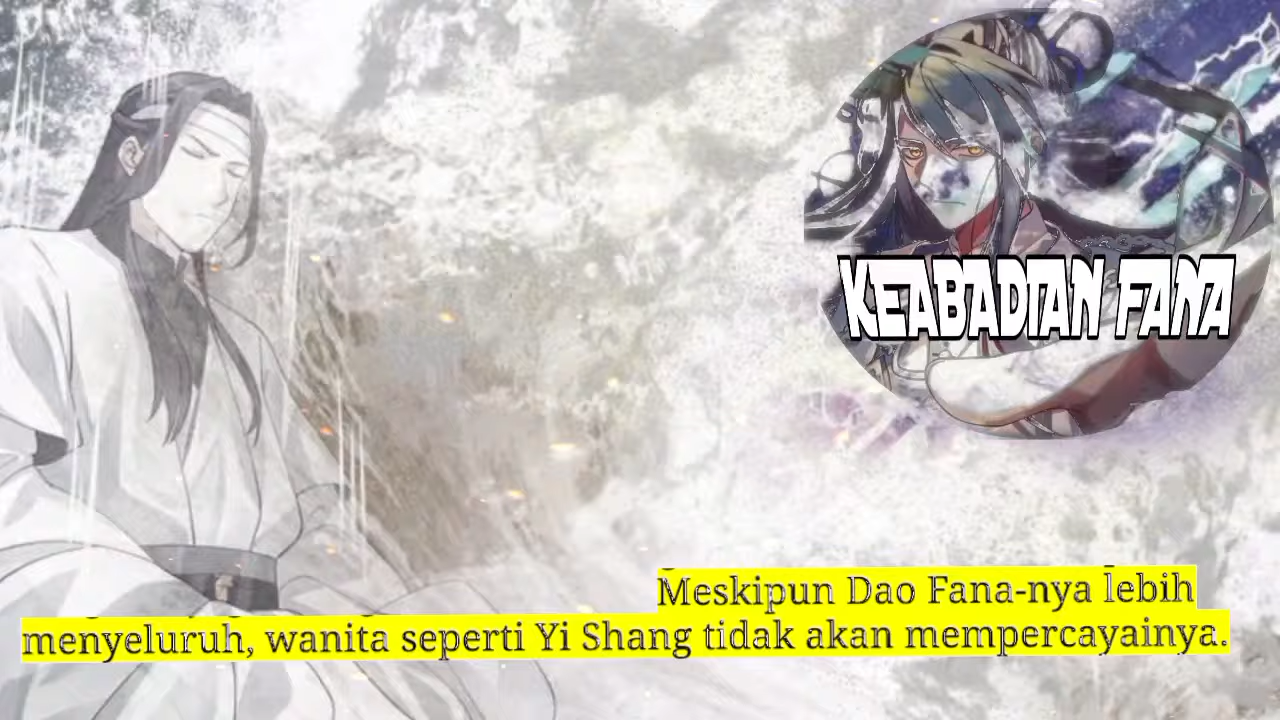 KEABADIAN FANA
Meskipun Dao Fana-nya lebih
menyeluruh, wanita seperti Yi Shang tidak akan mempercayainya.